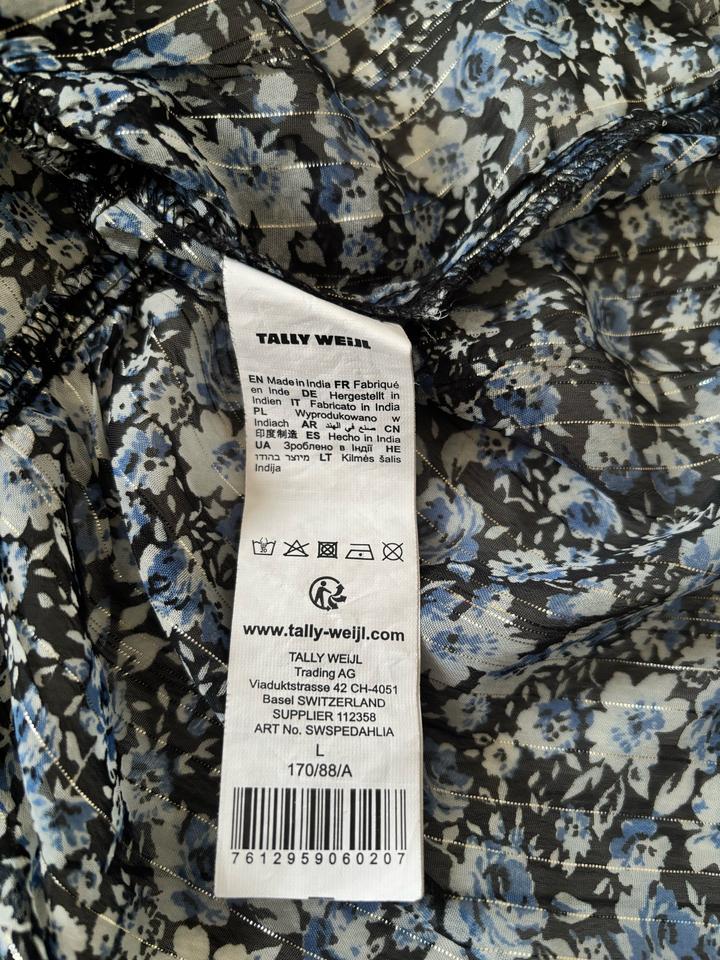 TALLY WEiJL
EN Made in India FR Fabriqué
en Inde DE Hergestellt in
Indien IT Fabricato in India
PL Wyprodukowano w
Indiach AR صنع في الهند CN
印度制造 ES Hecho in India
UA Зроблено в Індії HE
מיוצר בהודו LT Kilmės šalis
Indija
www.tally-weijl.com
TALLY WEIJL
Trading AG
Viaduktstrasse 42 CH-4051
Basel SWITZERLAND
SUPPLIER 112358
ART No. SWSPEDAHLIA
L
170/88/A
7612959060207